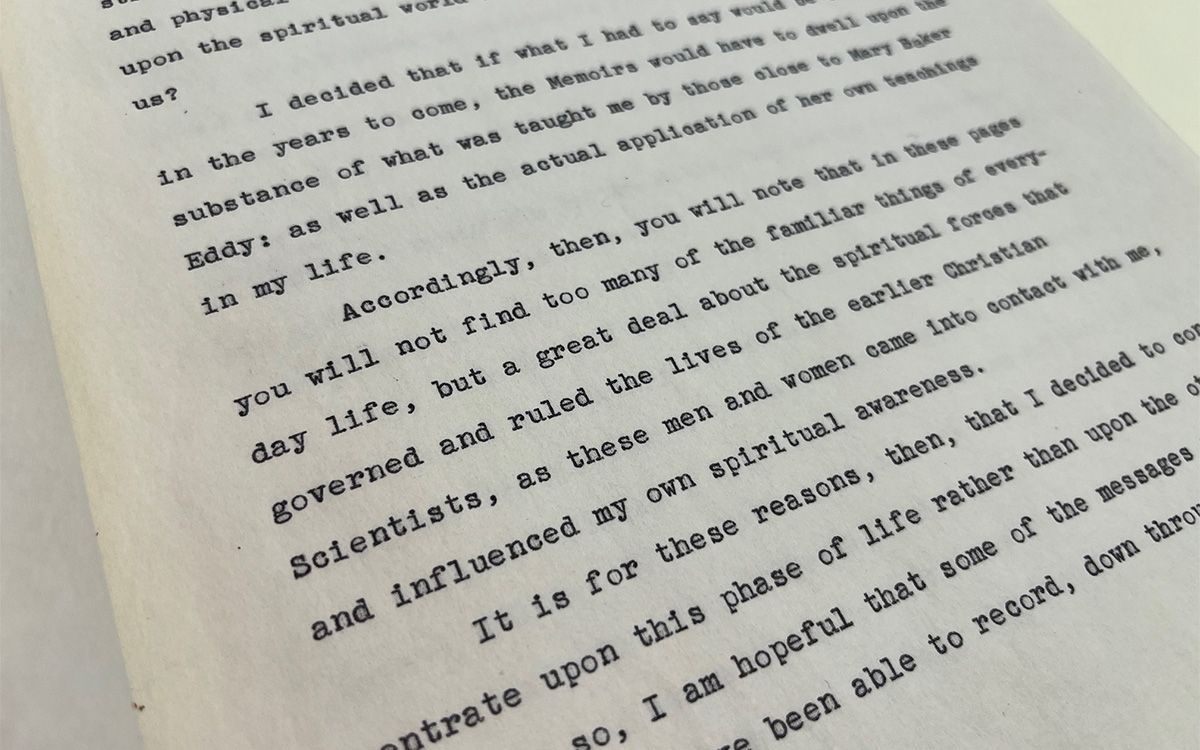 and physical
upon the spiritual world
us?
I decided that if what I had to say would be
in the years to come, the Memoirs would have to dwell upon the
substance of what was taught me by those close to Mary Baker
Eddy: as well as the actual application of her own teachings
in my life.
Accordingly, then, you will note that in these pages
you will not find too many of the familiar things of every-
day life, but a great deal about the spiritual forces that
governed and ruled the lives of the earlier Christian
Scientists, as these men and women came into contact with me,
and influenced my own spiritual awareness.
It is for these reasons, then, that I decided to con
entrate upon this phase of life rather than upon the
so, I am hopeful that some of the messages
been able to record, down